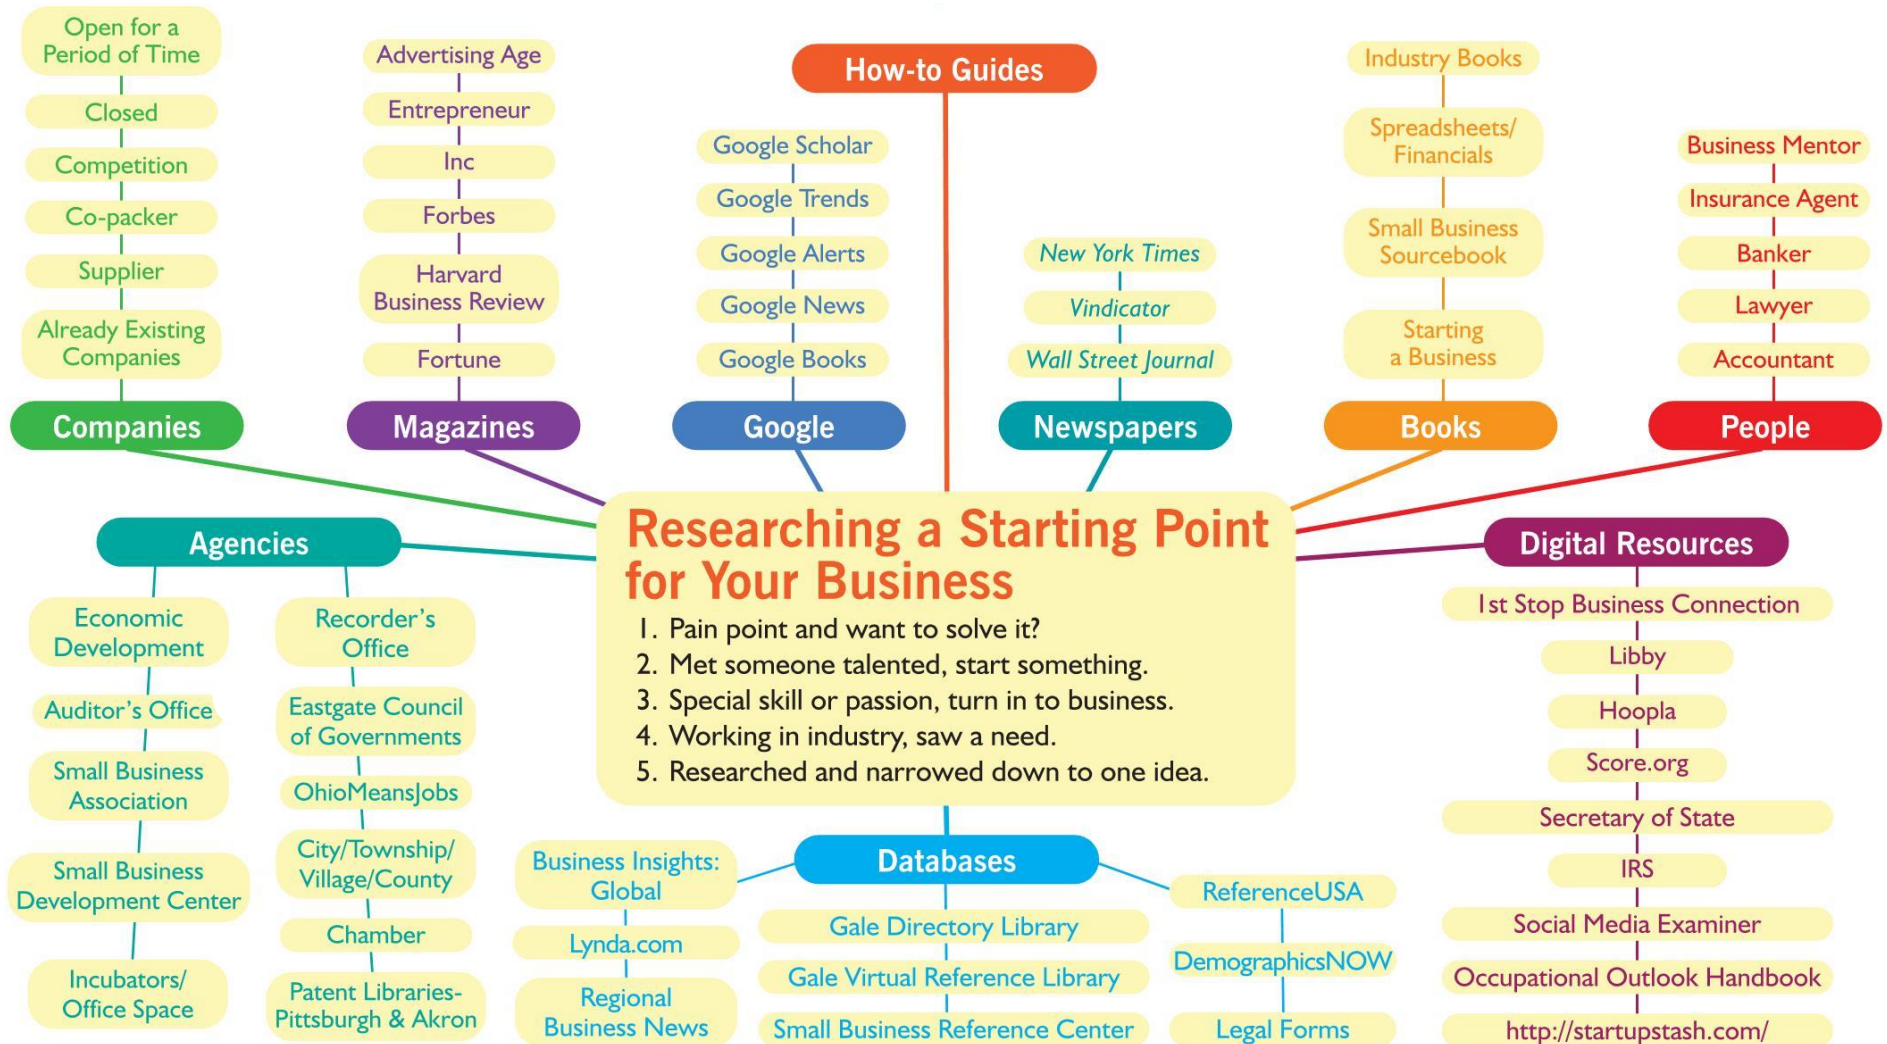 Open for a
Period of Time
Closed
Competition
Co-packer
Supplier
Already Existing
Companies
Companies
Advertising Age
Entrepreneur
Inc
Forbes
Harvard
Business Review
Fortune
Magazines
How-to Guides
Google Scholar
Google Trends
Google Alerts
Google News
Google Books
Google
New York Times
Vindicator
Wall Street Journal
Newspapers
Industry Books
Spreadsheets/
Financials
Small Business
Sourcebook
Starting
a Business
Books
Business Mentor
Insurance Agent
Banker
Lawyer
Accountant
People
Researching a Starting Point
for Your Business
1. Pain point and want to solve it?
2. Met someone talented, start something.
3. Special skill or passion, turn in to business.
4. Working in industry, saw a need.
5. Researched and narrowed down to one idea.
Agencies
Economic
Development
Auditor's Office
Small Business
Association
Small Business
Development Center
Incubators/
Office Space
Recorder's
Office
Eastgate Council
of Governments
OhioMeansJobs
City/Township/
Village/County
Chamber
Patent Libraries-
Pittsburgh & Akron
Databases
Business Insights:
Global
Lynda.com
Regional
Business News
Gale Directory Library
Gale Virtual Reference Library
Small Business Reference Center
ReferenceUSA
DemographicsNOW
Legal Forms
Digital Resources
1st Stop Business Connection
Libby
Hoopla
Score.org
Secretary of State
IRS
Social Media Examiner
Occupational Outlook Handbook
http://startupstash.com/